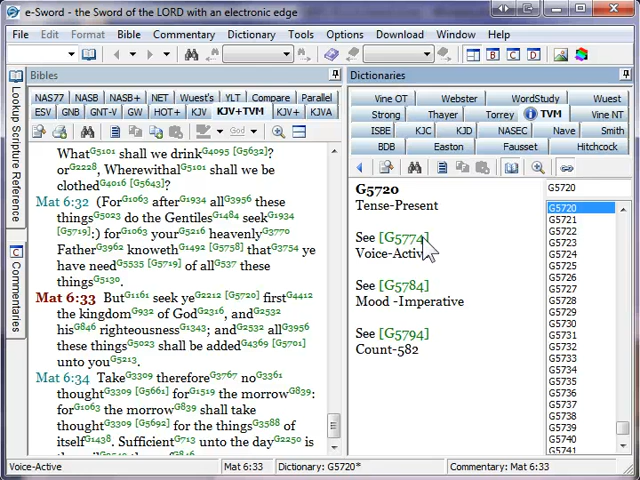 e-Sword - the Sword of the LORD with an electronic edge
File Edit Format Bible Commentary Dictionary Tools Options Download Window Help
B C D
Bibles
NAS77 NASB NASB+ NET Wuest's YLT Compare Parallel
ESV GNB GNT-V GW HOT+ KJV KJV+TVM KJV+ KJVA
God
What G5101 shall we drink G4095 [G5632]?
or G2228, Wherewithal G5101 shall we be
clothed G4016 [G5643]?
Mat 6:32 (For G1063 after all G3956 these
things G5023 do the Gentiles G1484 seek G1934
[G5719]:) for G1063 your G5216 heavenly G3770
Father G3962 knoweth G1492 [G5758] that G3754 ye
have need G5535 [G5719] of all G537 these
things G5130.
Mat 6:33 But G1161 seek ye G2212 [G5720] first G4412
the kingdom G932 of God G2316, and G2532
his G846 righteousness G1343; and G2532 all G3956
these things G5023 shall be added G4369 [G5701]
unto you G5213.
Mat 6:34 Take G3309 therefore G3767 no G3361
thought G3309 [G5661] for G1519 the morrow G839:
for G1063 the morrow G839 shall take
thought G3309 [G5692] for the things G3588 of
itself G1438. Sufficient G713 unto the day G2250 is
Lookup Scripture Reference
Commentaries
Dictionaries
Vine OT Webster WordStudy Wuest
Strong Thayer Torrey TVM Vine NT
ISBE KJC KJD NASEC Nave Smith
BDB Easton Fausset Hitchcock
G5720
Tense-Present
See [G5774]
Voice-Activ
See [G5784]
Mood -Imperative
See [G5794]
Count-582
G5720
G5720
G5721
G5722
G5723
G5724
G5725
G5726
G5727
G5728
G5729
G5730
G5731
G5732
G5733
G5734
G5735
G5736
G5737
G5738
G5739
G5740
G5741
Voice-Active Mat 6:33 Dictionary: G5720* Commentary: Mat 6:33